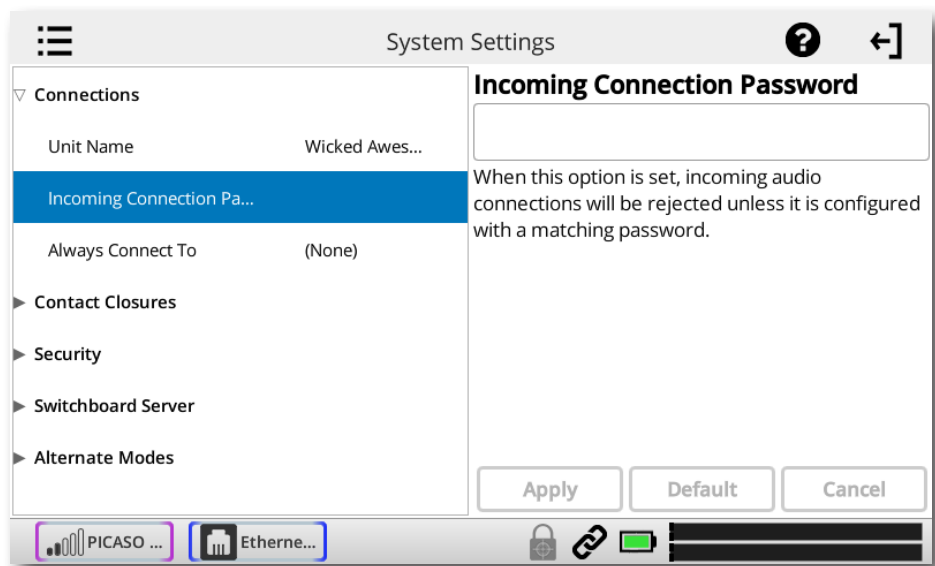 System Settings
?
Connections
Unit Name Wicked Awes...
Incoming Connection Pa...
Always Connect To (None)
Contact Closures
Security
Switchboard Server
Alternate Modes
Incoming Connection Password
When this option is set, incoming audio
connections will be rejected unless it is configured
with a matching password.
Apply Default Cancel
PICASO ... Etherne...